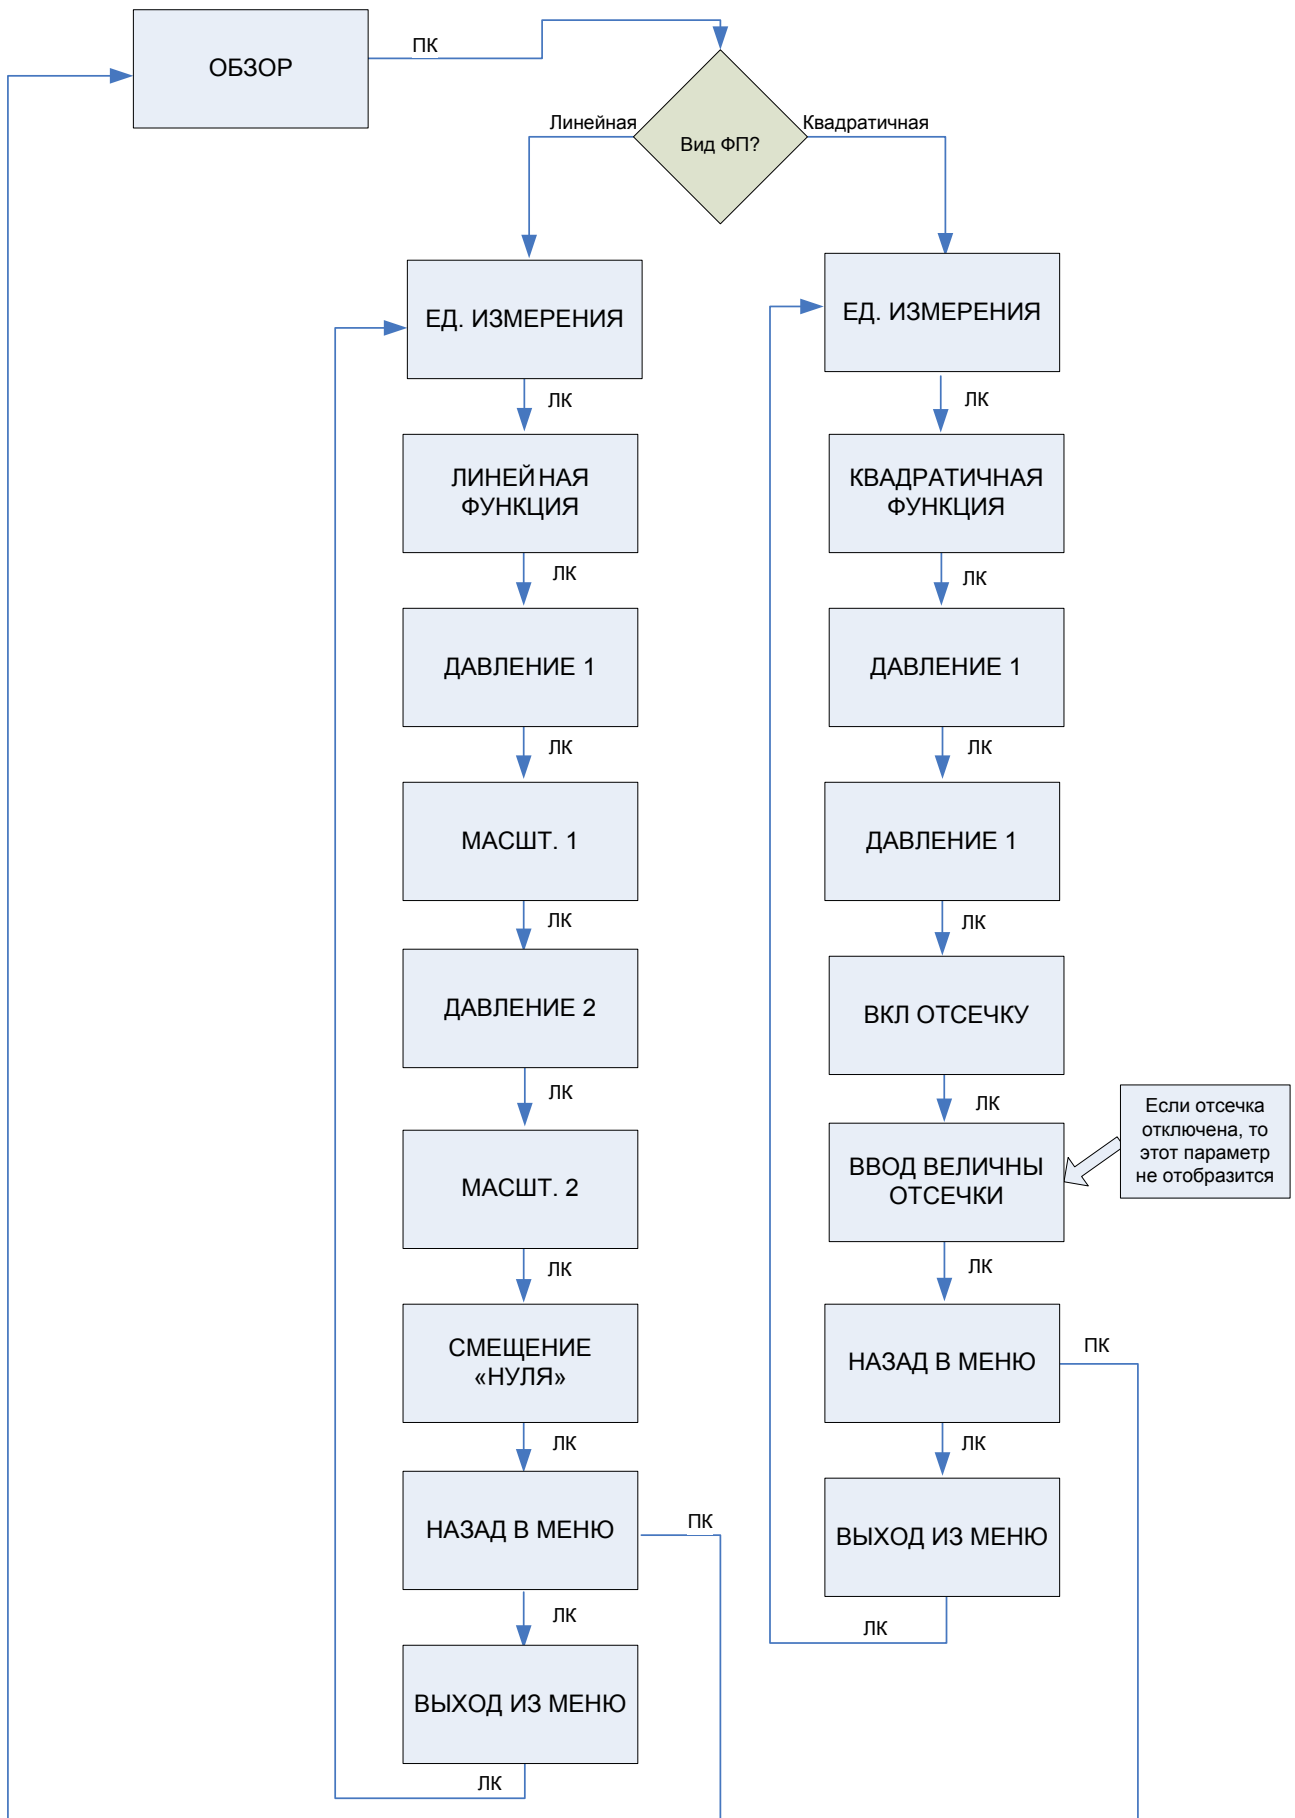 ОБЗОР
ПК
Вид ФП?
Линейная
Квадратичная
ЕД. ИЗМЕРЕНИЯ
ЛК
ЛИНЕЙНАЯ
ФУНКЦИЯ
ЛК
ДАВЛЕНИЕ 1
ЛК
МАСШТ. 1
ЛК
ДАВЛЕНИЕ 2
ЛК
МАСШТ. 2
ЛК
СМЕЩЕНИЕ
«НУЛЯ»
ЛК
НАЗАД В МЕНЮ
ПК
ЛК
ВЫХОД ИЗ МЕНЮ
ЛК
ЕД. ИЗМЕРЕНИЯ
ЛК
КВАДРАТИЧНАЯ
ФУНКЦИЯ
ЛК
ДАВЛЕНИЕ 1
ЛК
ДАВЛЕНИЕ 1
ЛК
ВКЛ ОТСЕЧКУ
ЛК
ВВОД ВЕЛИЧНЫ
ОТСЕЧКИ
Если отсечка
отключена, то
этот параметр
не отобразится
ЛК
НАЗАД В МЕНЮ
ПК
ЛК
ВЫХОД ИЗ МЕНЮ
ЛК